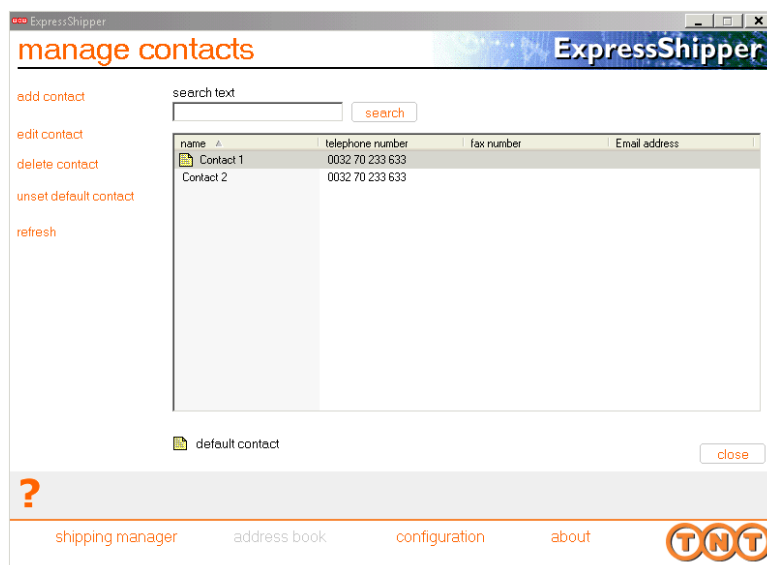 ExpressShipper
manage contacts
ExpressShipper
add contact
edit contact
delete contact
unset default contact
refresh
search text
search
name telephone number fax number Email address
Contact 1 0032 70 233 633
Contact 2 0032 70 233 633
default contact
close
?
shipping manager address book configuration about
TNT